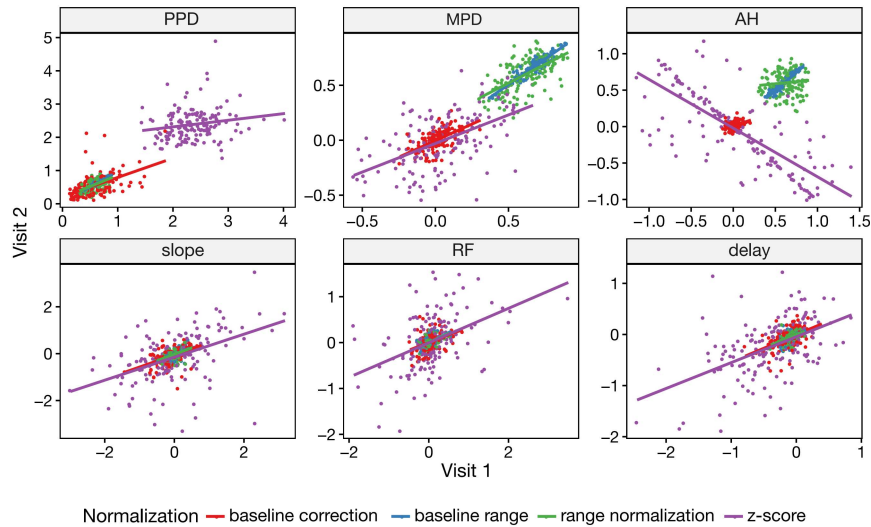 PPD MPD AH
5
4
3
2
1
0
0.5
0.0
−0.5
1.0
0.5
0.0
−0.5
−1.0
0 1 2 3 4
−0.5 0.0 0.5
−1.0 −0.5 0.0 0.5 1.0 1.5
Visit 2
slope RF delay
2
0
−2
1
0
−1
−2
1
0
−1
−2
−2 0 2
−2 0 2
−2 −1 0 1
Visit 1
Normalization baseline correction baseline range range normalization z-score